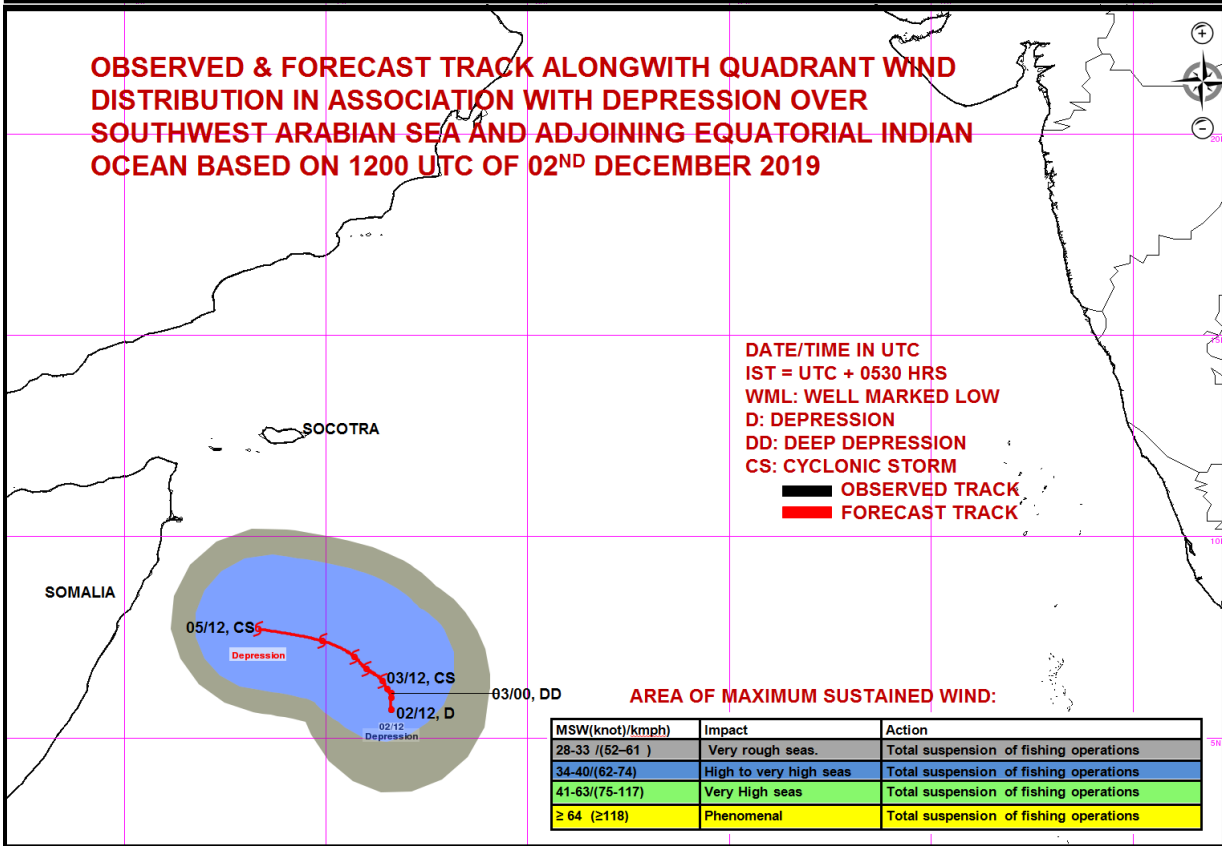 OBSERVED & FORECAST TRACK ALONGWITH QUADRANT WIND
DISTRIBUTION IN ASSOCIATION WITH DEPRESSION OVER
SOUTHWEST ARABIAN SEA AND ADJOINING EQUATORIAL INDIAN
OCEAN BASED ON 1200 UTC OF 02ND DECEMBER 2019
+
−
DATE/TIME IN UTC
IST = UTC + 0530 HRS
WML: WELL MARKED LOW
D: DEPRESSION
DD: DEEP DEPRESSION
CS: CYCLONIC STORM
OBSERVED TRACK
FORECAST TRACK
SOCOTRA
SOMALIA
05/12, CS
Depression
03/12, CS
03/00, DD
02/12, D
02/12
Depression
AREA OF MAXIMUM SUSTAINED WIND:
MSW(knot)/kmph) Impact Action
28-33 /(52–61 ) Very rough seas. Total suspension of fishing operations
34-40/(62-74) High to very high seas Total suspension of fishing operations
41-63/(75-117) Very High seas Total suspension of fishing operations
≥ 64 (≥118) Phenomenal Total suspension of fishing operations
5N